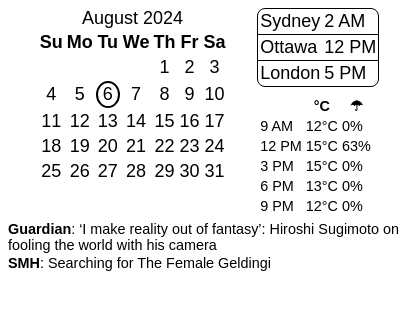 August 2024
Su Mo Tu We Th Fr Sa
1 2 3
4 5 6 7 8 9 10
11 12 13 14 15 16 17
18 19 20 21 22 23 24
25 26 27 28 29 30 31
Sydney 2 AM
Ottawa 12 PM
London 5 PM
°C ☂
9 AM 12°C 0%
12 PM 15°C 63%
3 PM 15°C 0%
6 PM 13°C 0%
9 PM 12°C 0%
Guardian: ‘I make reality out of fantasy’: Hiroshi Sugimoto on
fooling the world with his camera
SMH: Searching for The Female Geldingi